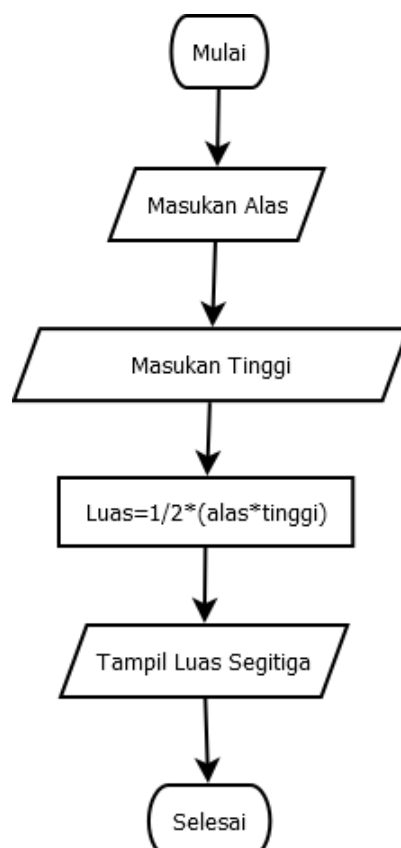 Mulai
Masukan Alas
Masukan Tinggi
Luas=1/2*(alas*tinggi)
Tampil Luas Segitiga
Selesai